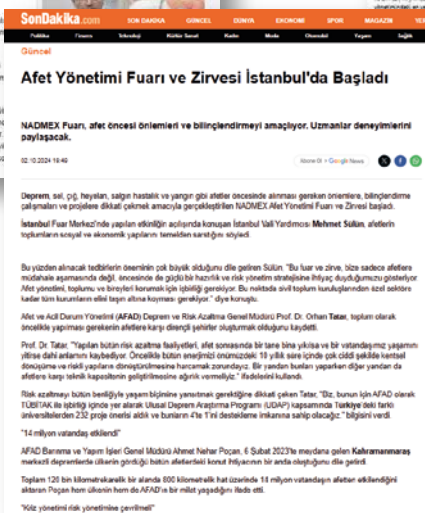 SonDakika.com
SON DAKİKA GÜNCEL DÜNYA EKONOMİ SPOR MAGAZİN
Politika Finans Teknoloji Kültür Sanat Kadın Moda Otomobil Yaşam Sağlık
Güncel
Afet Yönetimi Fuarı ve Zirvesi İstanbul'da Başladı
NADMEX Fuarı, afet öncesi önlemleri ve bilinçlendirmeyi amaçlıyor. Uzmanlar deneyimlerini
paylaşacak.
02.10.2024 19:49
Abone Ol Google News
Deprem, sel, çığ, heyelan, salgın hastalık ve yangın gibi afetler öncesinde alınması gereken önlemlere, bilinçlendirme
çalışmaları ve projelere dikkati çekmek amacıyla gerçekleştirilen NADMEX Afet Yönetimi Fuarı ve Zirvesi başladı.
İstanbul Fuar Merkezi'nde yapılan etkinliğin açılışında konuşan İstanbul Vali Yardımcısı Mehmet Sülün, afetlerin
toplumların sosyal ve ekonomik yapılarını temelden sarstığını söyledi.
Bu yüzden alınacak tedbirlerin öneminin çok büyük olduğunu dile getiren Sülün, "Bu fuar ve zirve, bize sadece afetlere
müdahale aşamasında değil, öncesinde de güçlü bir hazırlık ve risk yönetim stratejisine ihtiyaç duyduğumuzu gösteriyor.
Afet yönetimi, toplumu ve bireyleri korumak için işbirliği gerekiyor. Bu noktada sivil toplum kuruluşlarından özel sektöre
kadar tüm kurumların elini taşın altına koyması gerekiyor." diye konuştu.
Afet ve Acil Durum Yönetimi (AFAD) Deprem ve Risk Azaltma Genel Müdürü Prof. Dr. Orhan Tatar, toplum olarak
öncelikle yapılması gerekenin afetlere karşı dirençli şehirler oluşturmak olduğunu kaydetti.
Prof. Dr. Tatar, "Yapılan bütün risk azaltma faaliyetleri, afet sonrasında bir tane bina yıkılsa ve bir vatandaşımız yaşamını
yitirse dahi anlamını kaybediyor. Öncelikle bütün enerjimizi önümüzdeki 10 yıllık süre içinde çok ciddi şekilde kentsel
dönüşüme ve riskli yapıların dönüştürülmesine harcamak zorundayız. Bir yandan bunları yaparken diğer yandan da
afetlere karşı teknik kapasitenin geliştirilmesine ağırlık vermeliyiz." ifadelerini kullandı.
Risk azaltmayı bütün benliğiyle yaşam biçimine yansıtmak gerektiğine dikkati çeken Tatar, "Biz, bunun için AFAD olarak
TÜBİTAK ile işbirliği içinde yer alarak Ulusal Deprem Araştırma Programı (UDAP) kapsamında Türkiye'deki farklı
üniversitelerden 232 proje önerisi aldık ve bunların 4'te 1'ini destekleme imkanına sahip olacağız." bilgisini verdi.
"14 milyon vatandaş etkilendi"
AFAD Barınma ve Yapım İşleri Genel Müdürü Ahmet Nehar Poçan, 6 Şubat 2023'te meydana gelen Kahramanmaraş
merkezli depremlerde ülkenin gördüğü bütün afetlerdeki konut ihtiyacının bir anda oluştuğunu dile getirdi.
Toplam 120 bin kilometrekarelik bir alanda 800 kilometrelik hat üzerinde 14 milyon vatandaşın afetten etkilendiğini
aktaran Poçan hem ülkenin hem de AFAD'ın bir milat yaşadığını ifade etti.
"Kriz yönetimi risk yönetimine çevrilmeli"